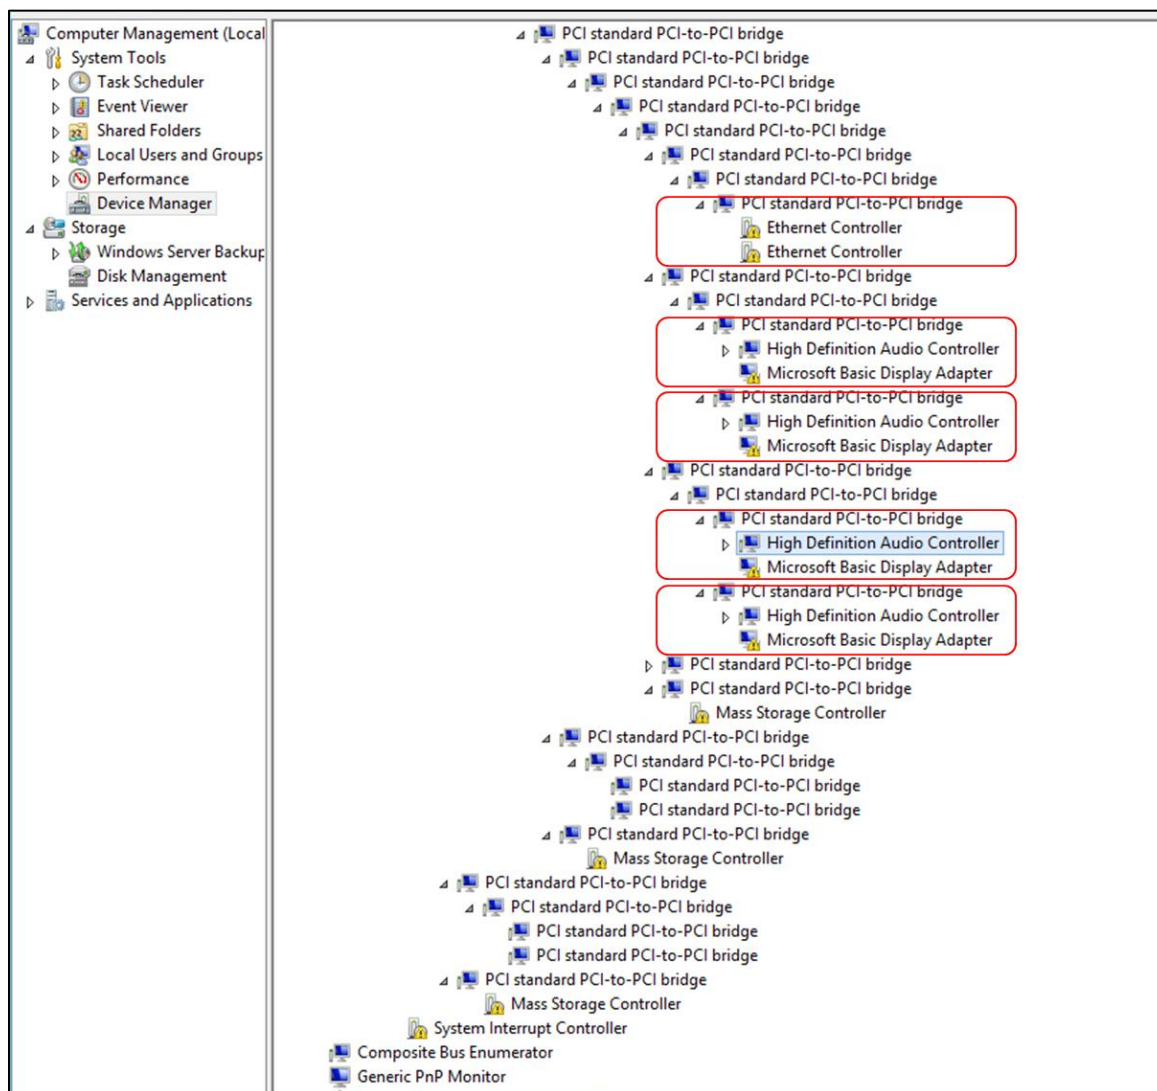 Computer Management (Local
System Tools
Task Scheduler
Event Viewer
Shared Folders
Local Users and Groups
Performance
Device Manager
Storage
Windows Server Backup
Disk Management
Services and Applications
PCI standard PCI-to-PCI bridge
PCI standard PCI-to-PCI bridge
PCI standard PCI-to-PCI bridge
PCI standard PCI-to-PCI bridge
PCI standard PCI-to-PCI bridge
PCI standard PCI-to-PCI bridge
PCI standard PCI-to-PCI bridge
PCI standard PCI-to-PCI bridge
Ethernet Controller
Ethernet Controller
PCI standard PCI-to-PCI bridge
PCI standard PCI-to-PCI bridge
PCI standard PCI-to-PCI bridge
High Definition Audio Controller
Microsoft Basic Display Adapter
PCI standard PCI-to-PCI bridge
High Definition Audio Controller
Microsoft Basic Display Adapter
PCI standard PCI-to-PCI bridge
PCI standard PCI-to-PCI bridge
PCI standard PCI-to-PCI bridge
High Definition Audio Controller
Microsoft Basic Display Adapter
PCI standard PCI-to-PCI bridge
High Definition Audio Controller
Microsoft Basic Display Adapter
PCI standard PCI-to-PCI bridge
PCI standard PCI-to-PCI bridge
Mass Storage Controller
PCI standard PCI-to-PCI bridge
PCI standard PCI-to-PCI bridge
PCI standard PCI-to-PCI bridge
PCI standard PCI-to-PCI bridge
PCI standard PCI-to-PCI bridge
Mass Storage Controller
PCI standard PCI-to-PCI bridge
PCI standard PCI-to-PCI bridge
PCI standard PCI-to-PCI bridge
PCI standard PCI-to-PCI bridge
PCI standard PCI-to-PCI bridge
Mass Storage Controller
System Interrupt Controller
Composite Bus Enumerator
Generic PnP Monitor